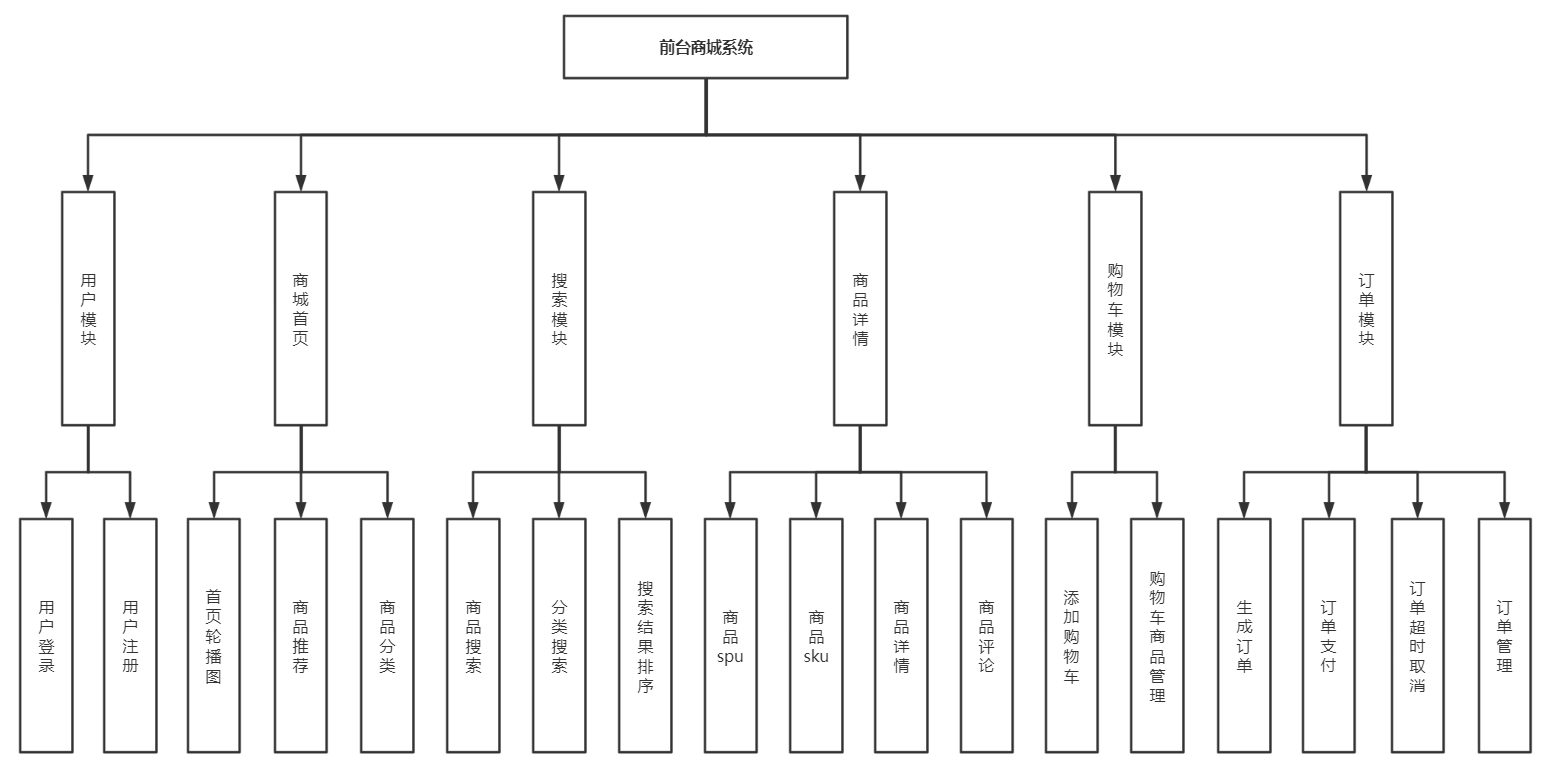 前台商城系统
用户模块
商城首页
搜索模块
商品详情
购物车模块
订单模块
用户登录
用户注册
首页轮播图
商品推荐
商品分类
商品搜索
分类搜索
搜索结果排序
商品spu
商品sku
商品详情
商品评论
添加购物车
购物车商品管理
生成订单
订单支付
订单超时取消
订单管理